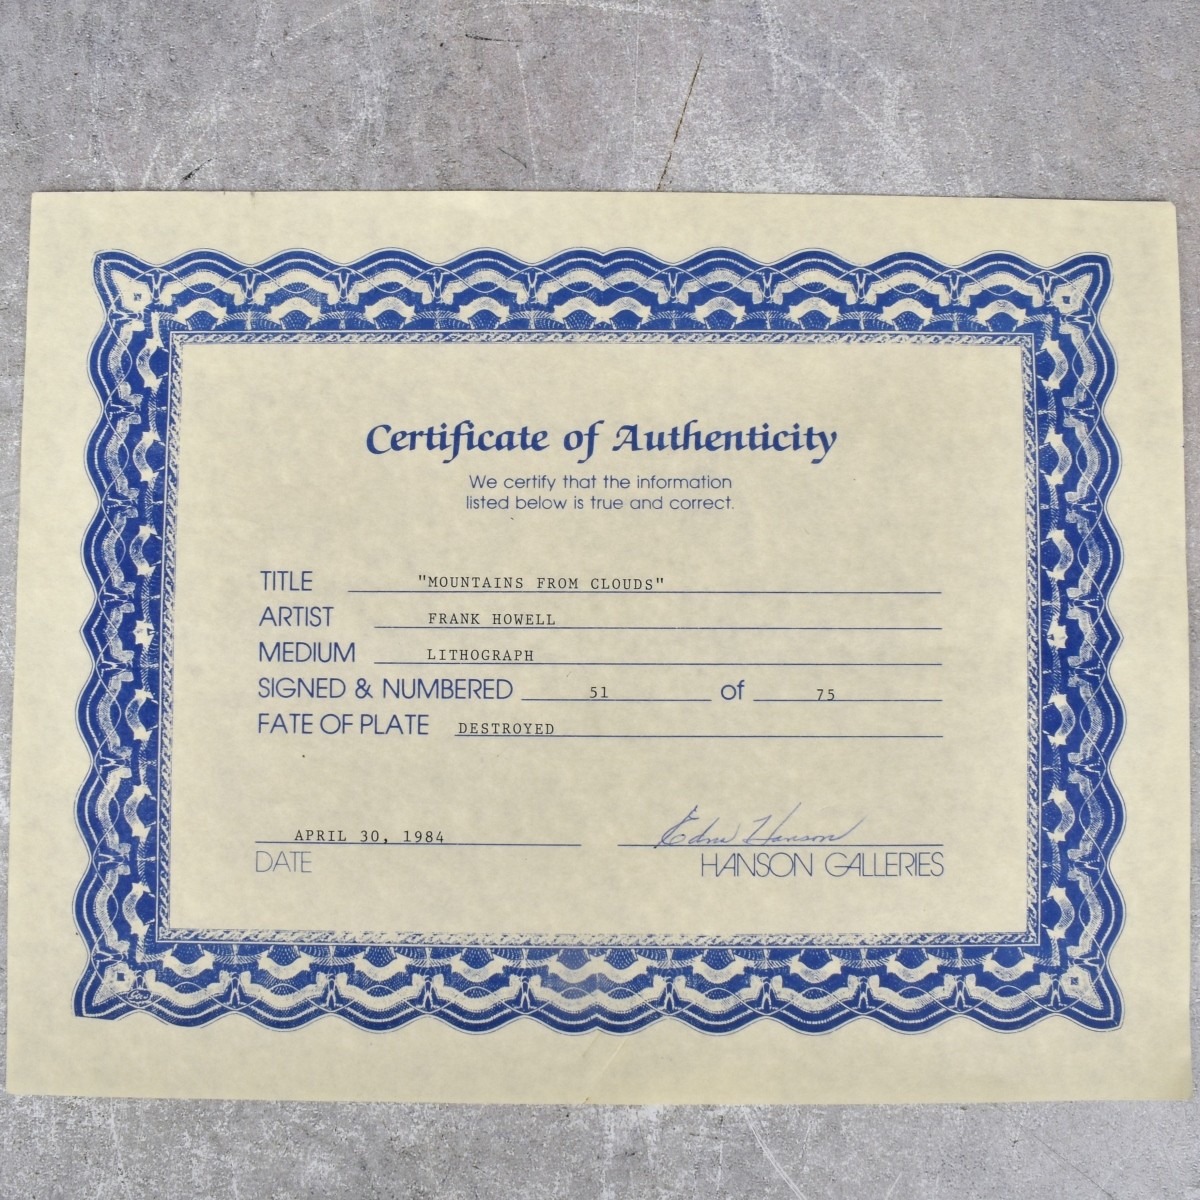 Certificate of Authenticity
We certify that the information
listed below is true and correct.
TITLE "MOUNTAINS FROM CLOUDS"
ARTIST FRANK HOWELL
MEDIUM LITHOGRAPH
SIGNED & NUMBERED 51 of 75
FATE OF PLATE DESTROYED
APRIL 30, 1984 Hanson
DATE HANSON GALLERIES